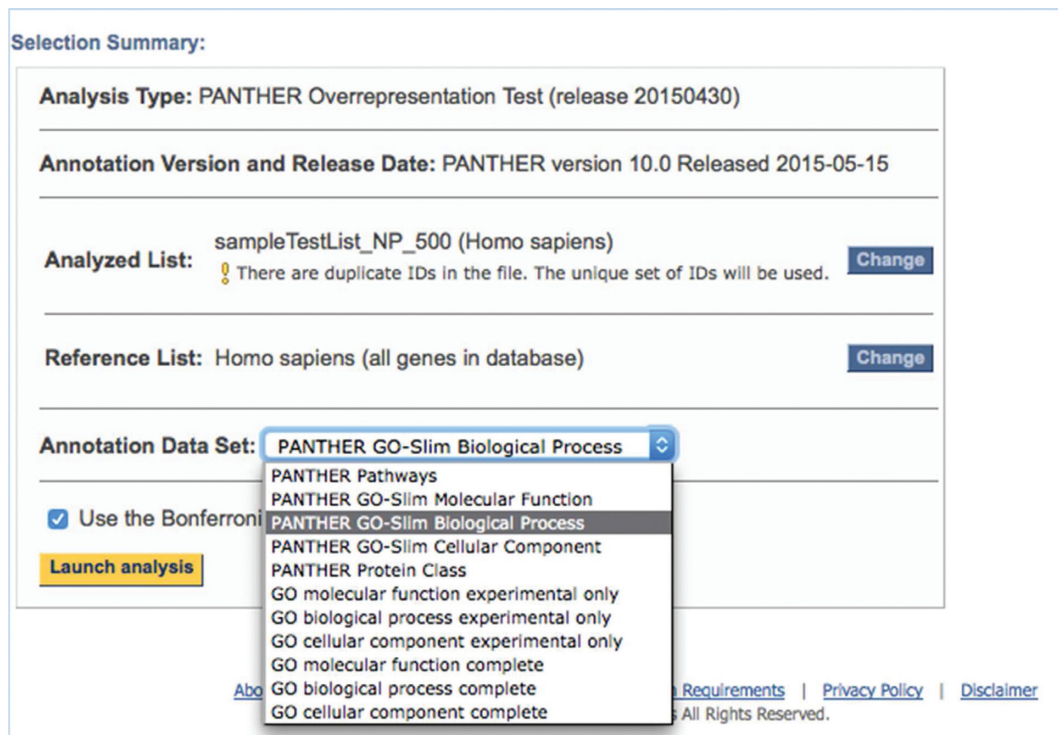 Selection Summary:
Analysis Type: PANTHER Overrepresentation Test (release 20150430)
Annotation Version and Release Date: PANTHER version 10.0 Released 2015-05-15
Analyzed List: sampleTestList_NP_500 (Homo sapiens)
There are duplicate IDs in the file. The unique set of IDs will be used.
Change
Reference List: Homo sapiens (all genes in database)
Change
Annotation Data Set: PANTHER GO-Slim Biological Process
PANTHER Pathways
PANTHER GO-Slim Molecular Function
Use the Bonferroni
PANTHER GO-Slim Biological Process
PANTHER GO-Slim Cellular Component
Launch analysis
PANTHER Protein Class
GO molecular function experimental only
GO biological process experimental only
GO cellular component experimental only
GO molecular function complete
GO biological process complete
GO cellular component complete
Requirements | Privacy Policy | Disclaimer
All Rights Reserved.